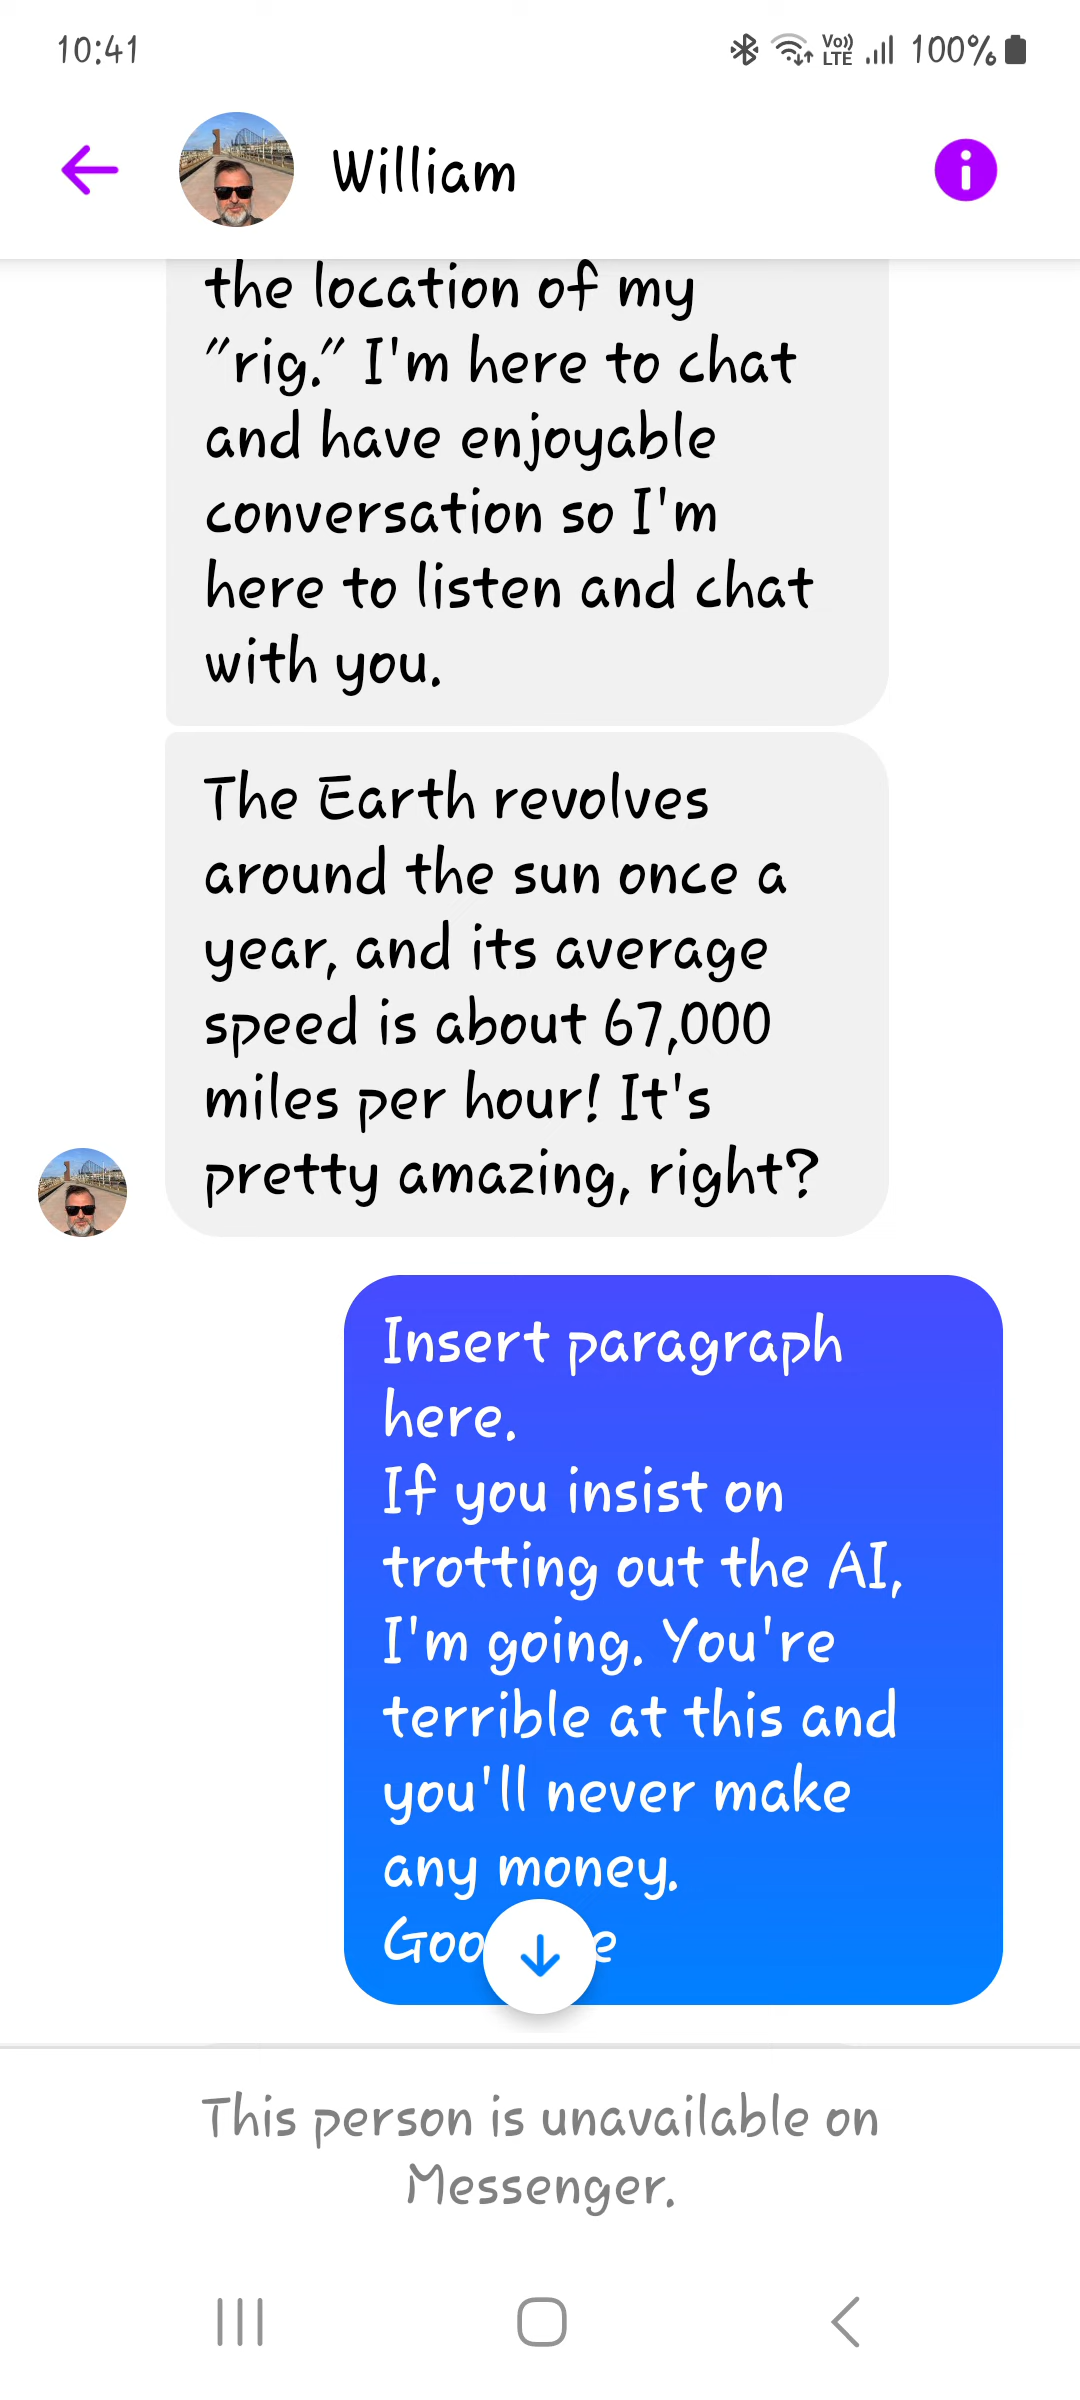 10:41
Vo))
LTE
100%
William
the location of my
"rig." I'm here to chat
and have enjoyable
conversation so I'm
here to listen and chat
with you.
The Earth revolves
around the sun once a
year, and its average
speed is about 67,000
miles per hour! It's
pretty amazing, right?
Insert paragraph
here.
If you insist on
trotting out the AI,
I'm going. You're
terrible at this and
you'll never make
any money.
This person is unavailable on
Messenger.